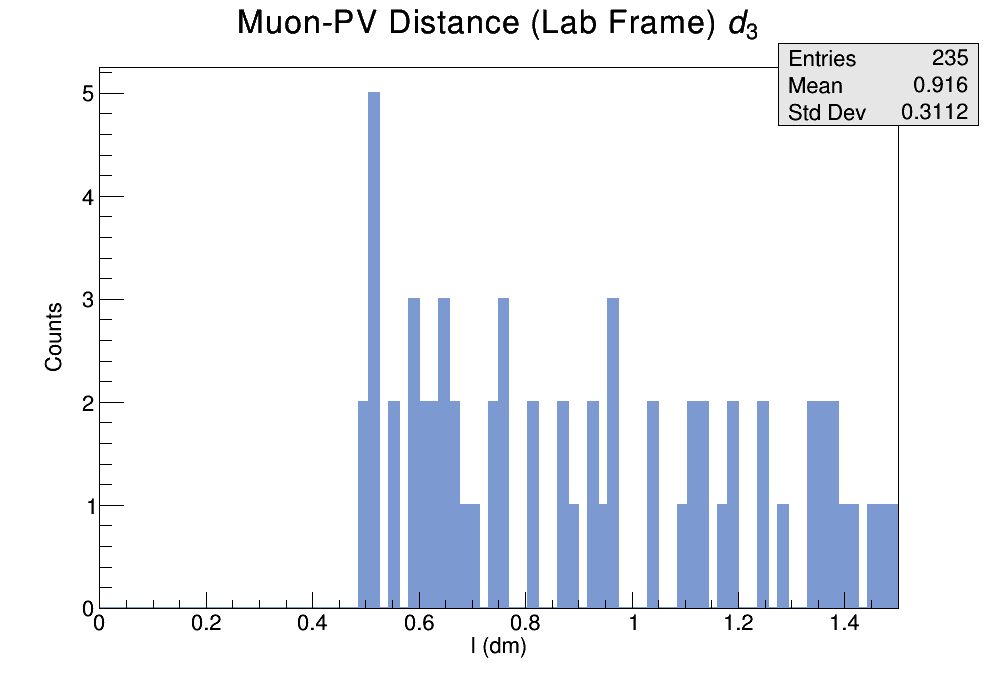 Muon-PV Distance (Lab Frame) d₃
Entries 235
Mean 0.916
Std Dev 0.3112
5
4
3
2
1
0
Counts
0 0.2 0.4 0.6 0.8 1 1.2 1.4
l (dm)